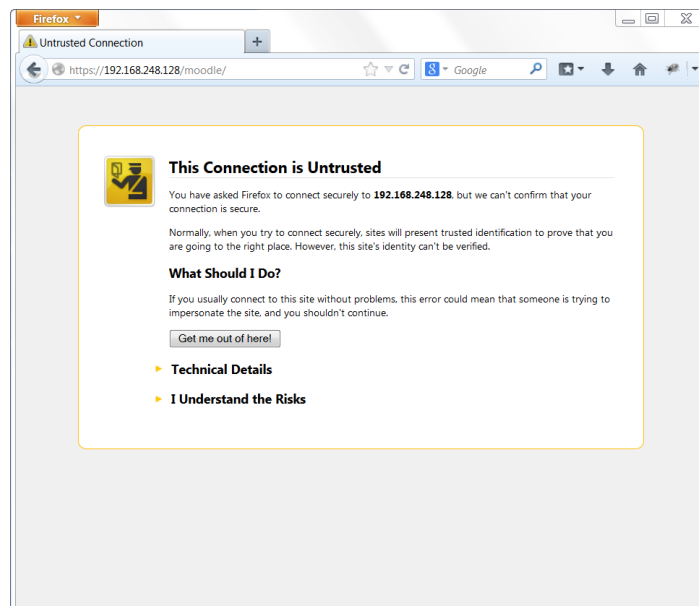 Firefox
Untrusted Connection
https://192.168.248.128/moodle/
Google
This Connection is Untrusted
You have asked Firefox to connect securely to 192.168.248.128, but we can't confirm that your
connection is secure.
Normally, when you try to connect securely, sites will present trusted identification to prove that you
are going to the right place. However, this site's identity can't be verified.
What Should I Do?
If you usually connect to this site without problems, this error could mean that someone is trying to
impersonate the site, and you shouldn't continue.
Get me out of here!
Technical Details
I Understand the Risks